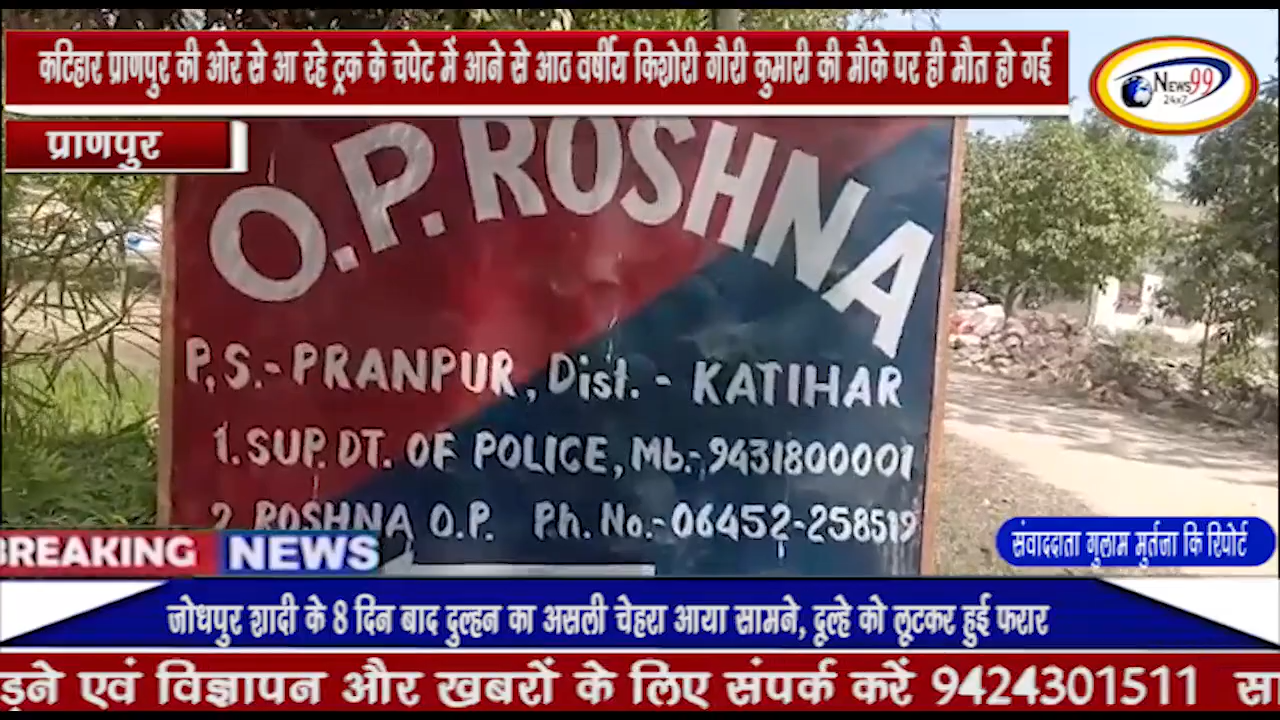 कटिहार प्राणपुर की ओर से आ रहे ट्रक के चपेट में आने से आठ वर्षीय किशोरी गौरी कुमारी की मौके पर ही मौत हो गई
NEWS 99
24x7
प्राणपुर
O.P. ROSHNA
P.S.- PRANPUR, Dist. - KATIHAR
1. SUP. DT. OF POLICE, Mb.-,9431800001
2. ROSHNA O.P. Ph. No.- 06452-258519
संवाददाता गुलाम मुर्तजा कि रिपोर्ट
BREAKING NEWS
जोधपुर शादी के 8 दिन बाद दुल्हन का असली चेहरा आया सामने, दूल्हे को लूटकर हुई फरार
ड़ने एवं विज्ञापन और खबरों के लिए संपर्क करें 9424301511 सा